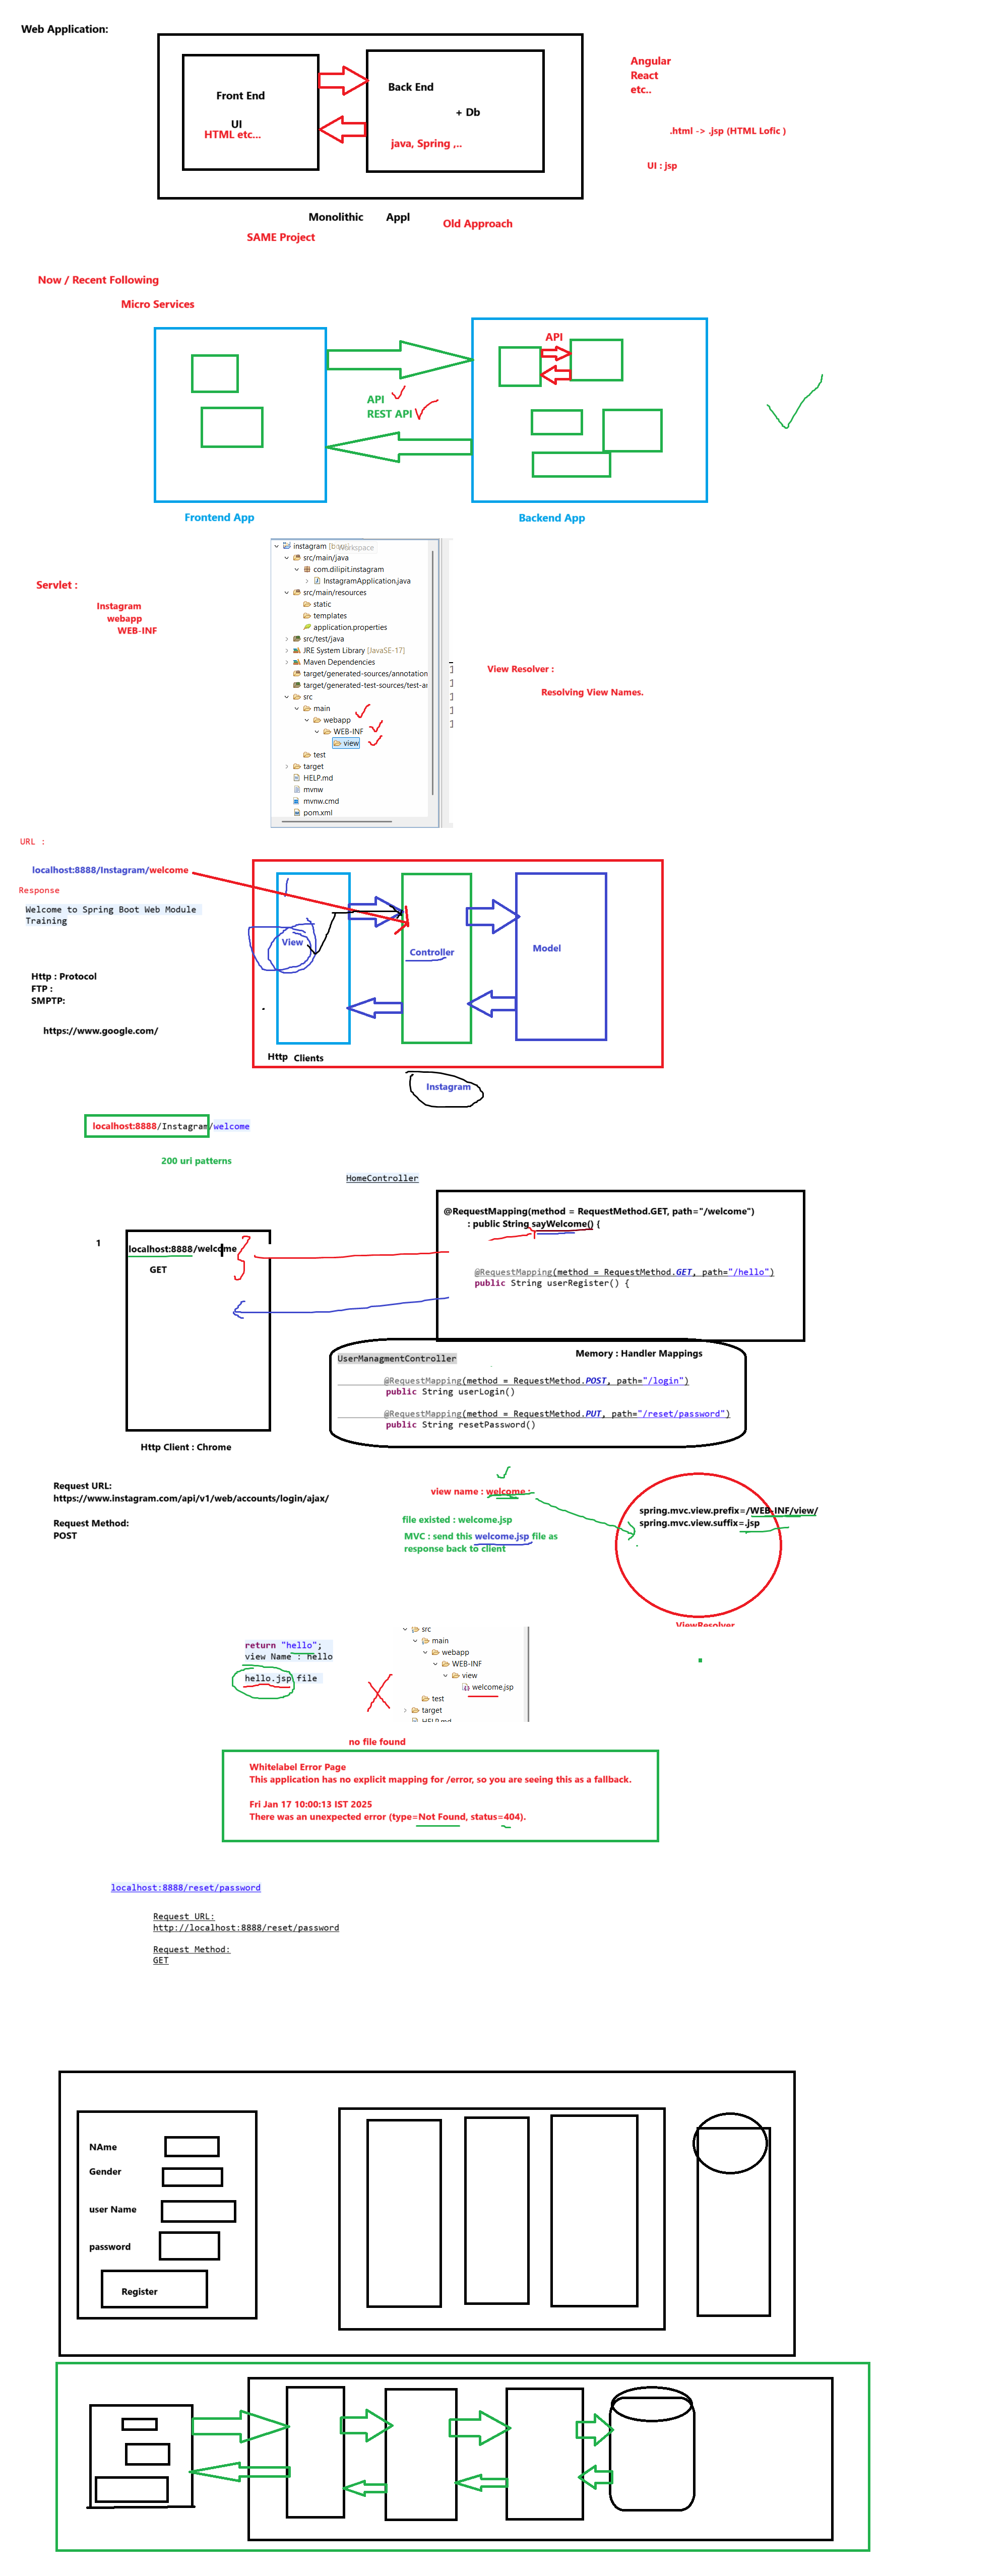 Web Application:
Front End
UI
HTML etc...
Back End
+ Db
java, Spring ,..
Angular
React
etc..
.html -> .jsp (HTML Lofic )
UI : jsp
Monolithic Appl
Old Approach
SAME Project
Now / Recent Following
Micro Services
API
REST API
API
Frontend App
Backend App
Servlet :
Instagram
webapp
WEB-INF
instagram
Workspace
src/main/java
com.dilipit.instagram
InstagramApplication.java
src/main/resources
static
templates
application.properties
src/test/java
JRE System Library [JavaSE-17]
Maven Dependencies
target/generated-sources/annotation
target/generated-test-sources/test-a
src
main
webapp
WEB-INF
view
test
target
HELP.md
mvnw
mvnw.cmd
pom.xml
View Resolver :
Resolving View Names.
URL :
localhost:8888/Instagram/welcome
Response
Welcome to Spring Boot Web Module
Training
Http : Protocol
FTP :
SMPTP:
https://www.google.com/
View
Controller
Model
Http Clients
Instagram
localhost:8888/Instagram/welcome
200 uri patterns
HomeController
@RequestMapping(method = RequestMethod.GET, path="/welcome")
: public String sayWelcome() {
@RequestMapping(method = RequestMethod.GET, path="/hello")
public String userRegister() {
1
localhost:8888/welcome
GET
UserManagmentController
Memory : Handler Mappings
@RequestMapping(method = RequestMethod.POST, path="/login")
public String userLogin()
@RequestMapping(method = RequestMethod.PUT, path="/reset/password")
public String resetPassword()
Http Client : Chrome
Request URL:
https://www.instagram.com/api/v1/web/accounts/login/ajax/
Request Method:
POST
view name : welcome :
file existed : welcome.jsp
MVC : send this welcome.jsp file as
response back to client
spring.mvc.view.prefix=/WEB-INF/view/
spring.mvc.view.suffix=.jsp
ViewResolver
return "hello";
view Name : hello
hello.jsp file
src
main
webapp
WEB-INF
view
welcome.jsp
test
target
HELP.md
no file found
Whitelabel Error Page
This application has no explicit mapping for /error, so you are seeing this as a fallback.
Fri Jan 17 10:00:13 IST 2025
There was an unexpected error (type=Not Found, status=404).
localhost:8888/reset/password
Request URL:
http://localhost:8888/reset/password
Request Method:
GET
NAme
Gender
user Name
password
Register